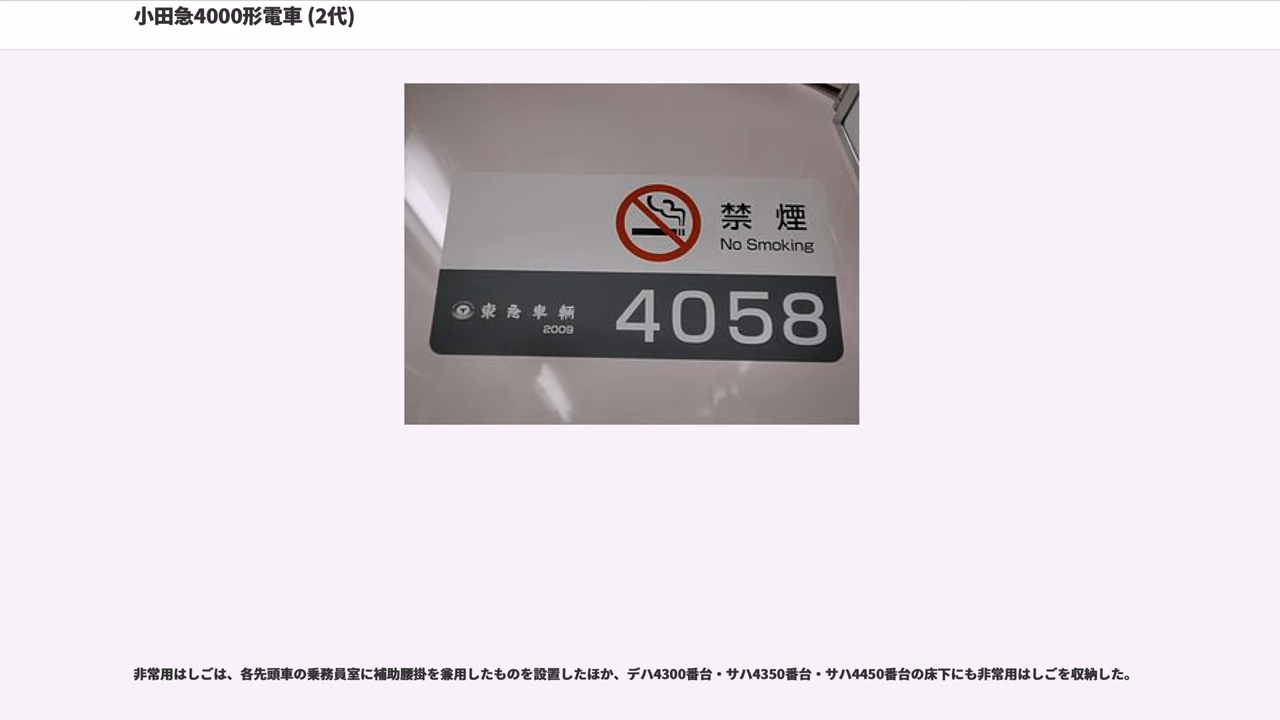 小田急4000形電車 (2代)
禁煙
No Smoking
東急車輛
2009
4058
非常用はしごは、各先頭車の乗務員室に補助腰掛を兼用したものを設置したほか、デハ4300番台・サハ4350番台・サハ4450番台の床下にも非常用はしごを収納した。